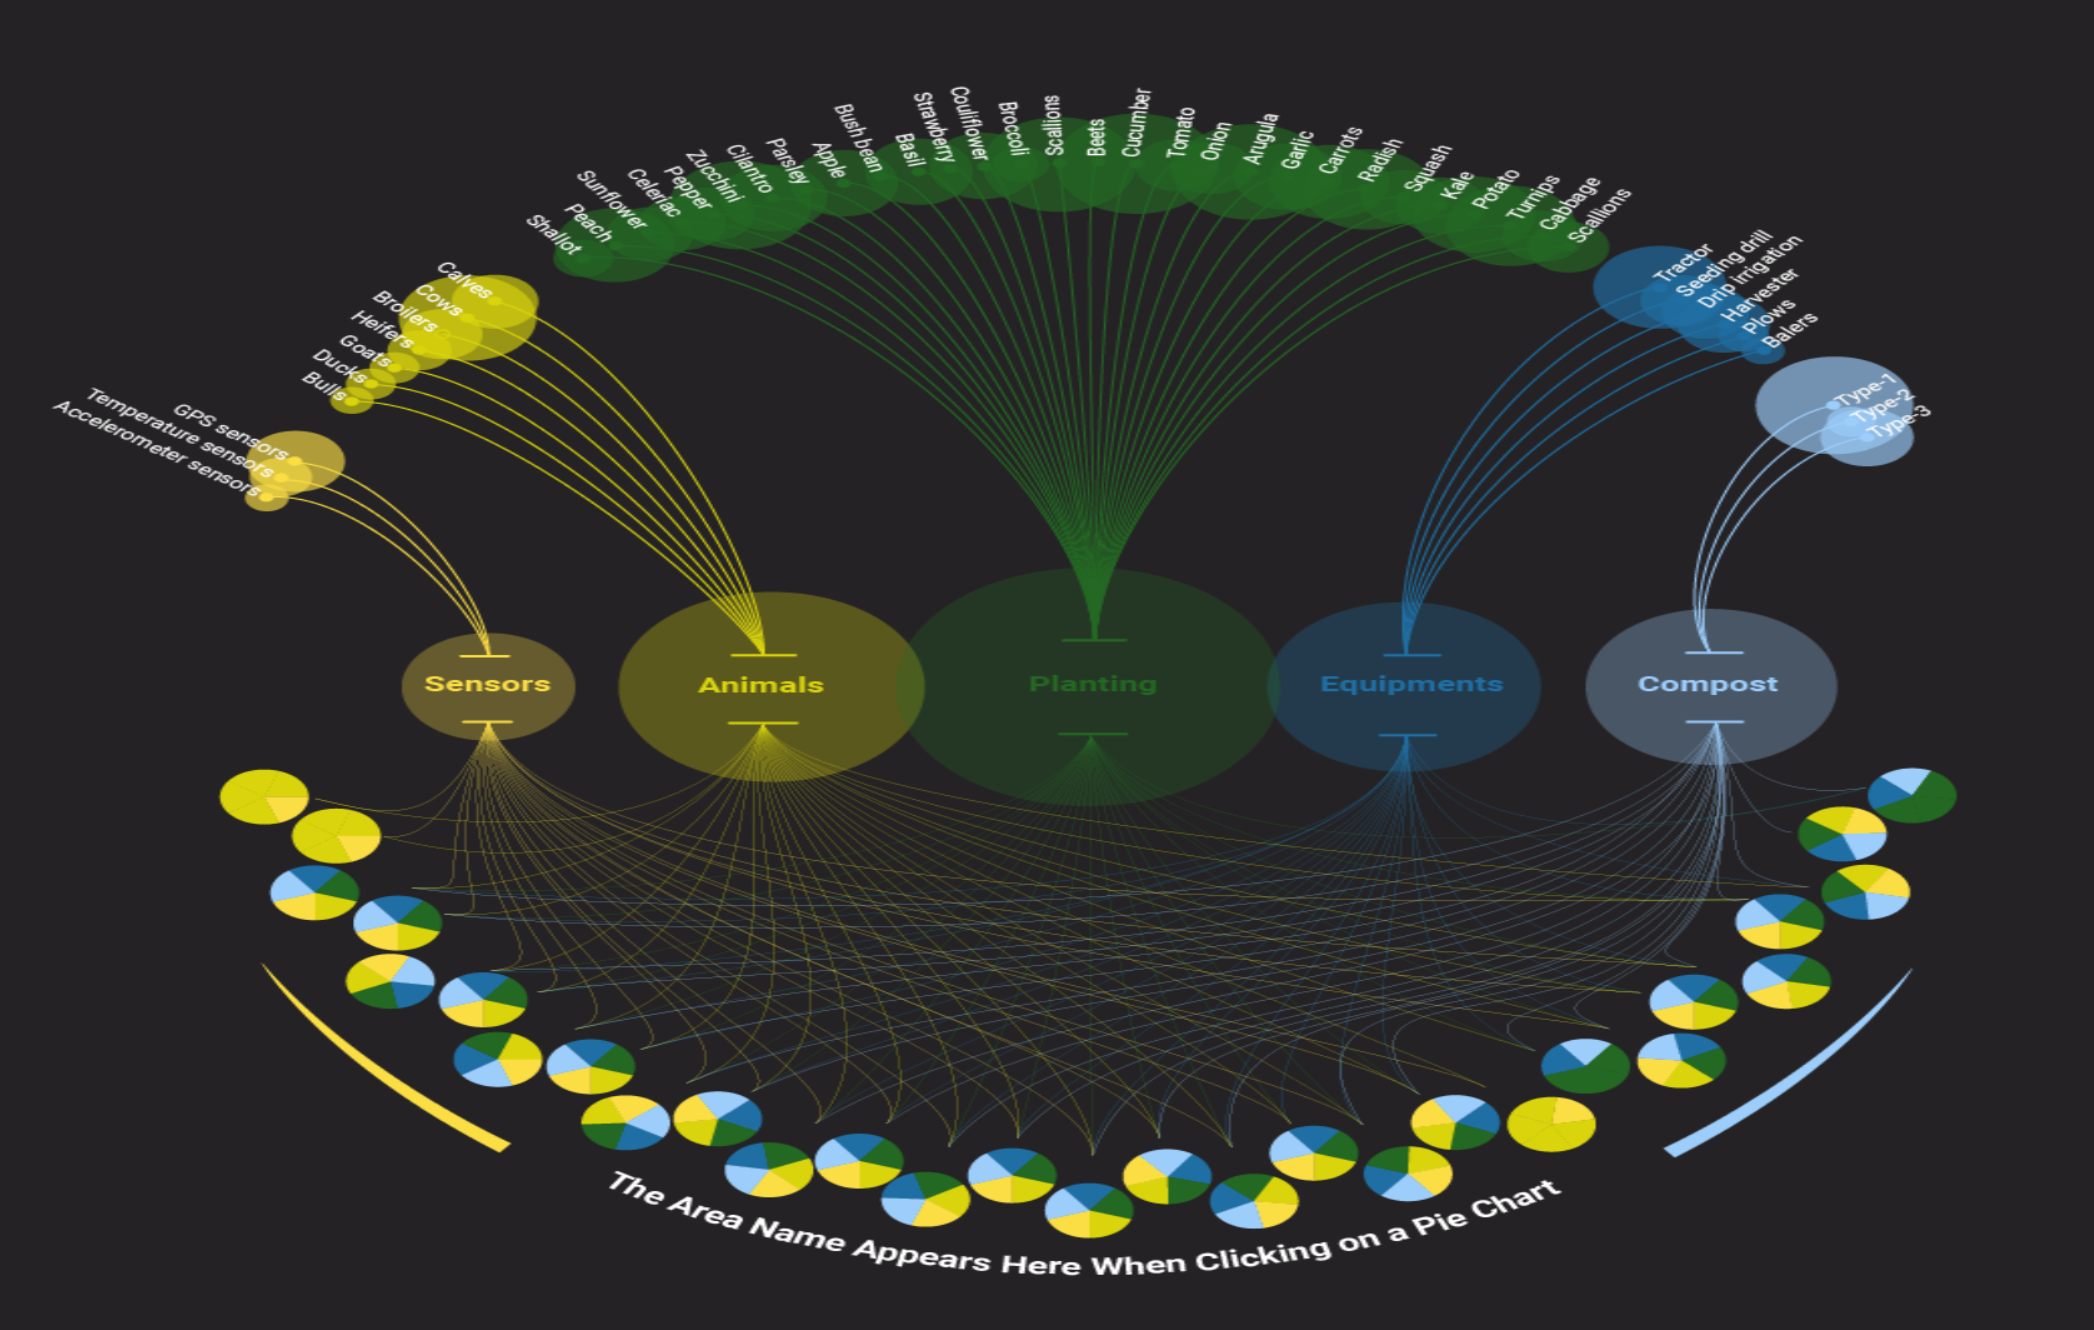 Accelerometer sensors
Temperature sensors
GPS sensors
Bulls
Ducks
Goats
Heifers
Broilers
Cows
Calves
Shallot
Peach
Sunflower
Celeriac
Pepper
Zucchini
Cilantro
Parsley
Apple
Bush bean
Basil
Strawberry
Couliflower
Broccoli
Scallions
Beets
Cucumber
Tomato
Onion
Arugula
Garlic
Carrots
Radish
Squash
Kale
Potato
Turnips
Cabbage
Scallions
Tractor
Seeding drill
Drip irrigation
Harvester
Plows
Balers
Type-1
Type-2
Type-3
Sensors
Animals
Planting
Equipments
Compost
The Area Name Appears Here When Clicking on a Pie Chart